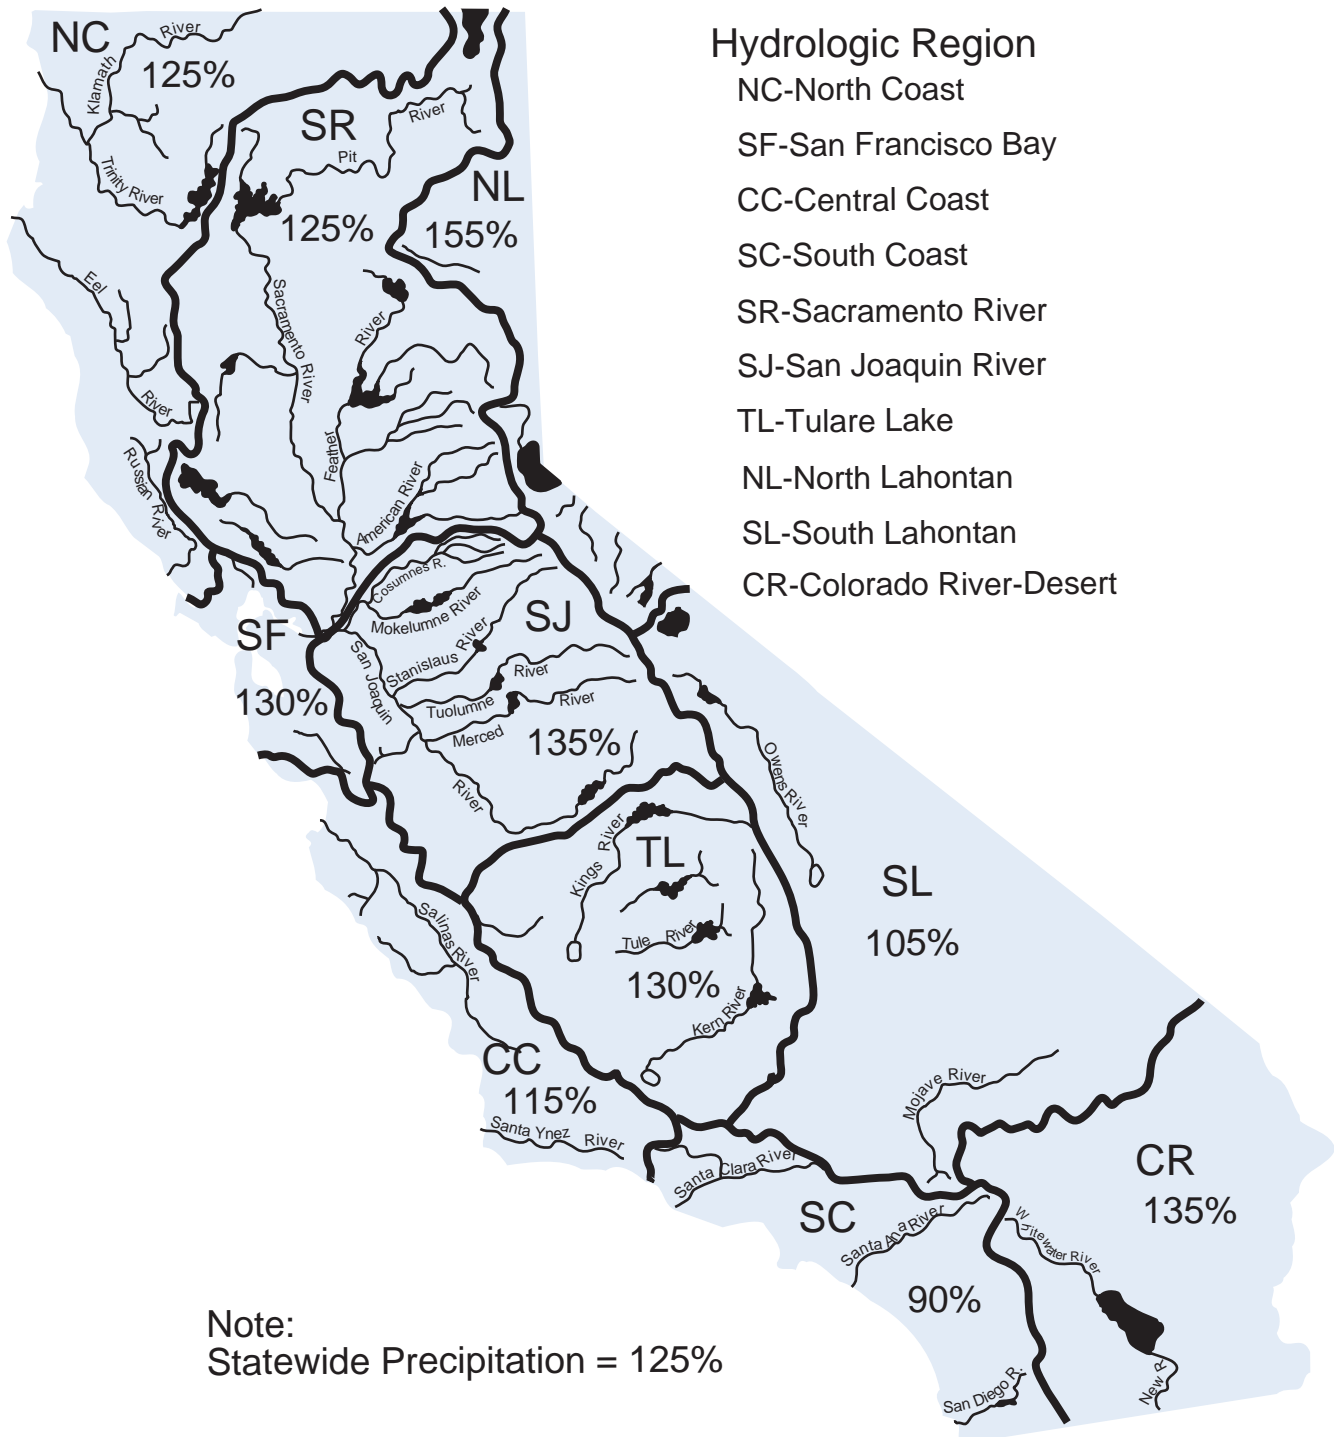 Hydrologic Region
NC-North Coast
SF-San Francisco Bay
CC-Central Coast
SC-South Coast
SR-Sacramento River
SJ-San Joaquin River
TL-Tulare Lake
NL-North Lahontan
SL-South Lahontan
CR-Colorado River-Desert
NC
125%
Klamath River
Trinity River
SR
Pit River
125%
NL
155%
Eel River
Sacramento River
Feather River
Russian River
American River
Cosumnes R.
Mokelumne River
SF
130%
SJ
San Joaquin River
Stanislaus River
Tuolumne River
Merced River
135%
Owens River
Kings River
TL
Tule River
130%
Kern River
SL
105%
Salinas River
CC
115%
Santa Ynez River
Santa Clara River
Mojave River
CR
135%
SC
Santa Ana River
Whitewater River
90%
San Diego R.
New R.
Note:
Statewide Precipitation = 125%